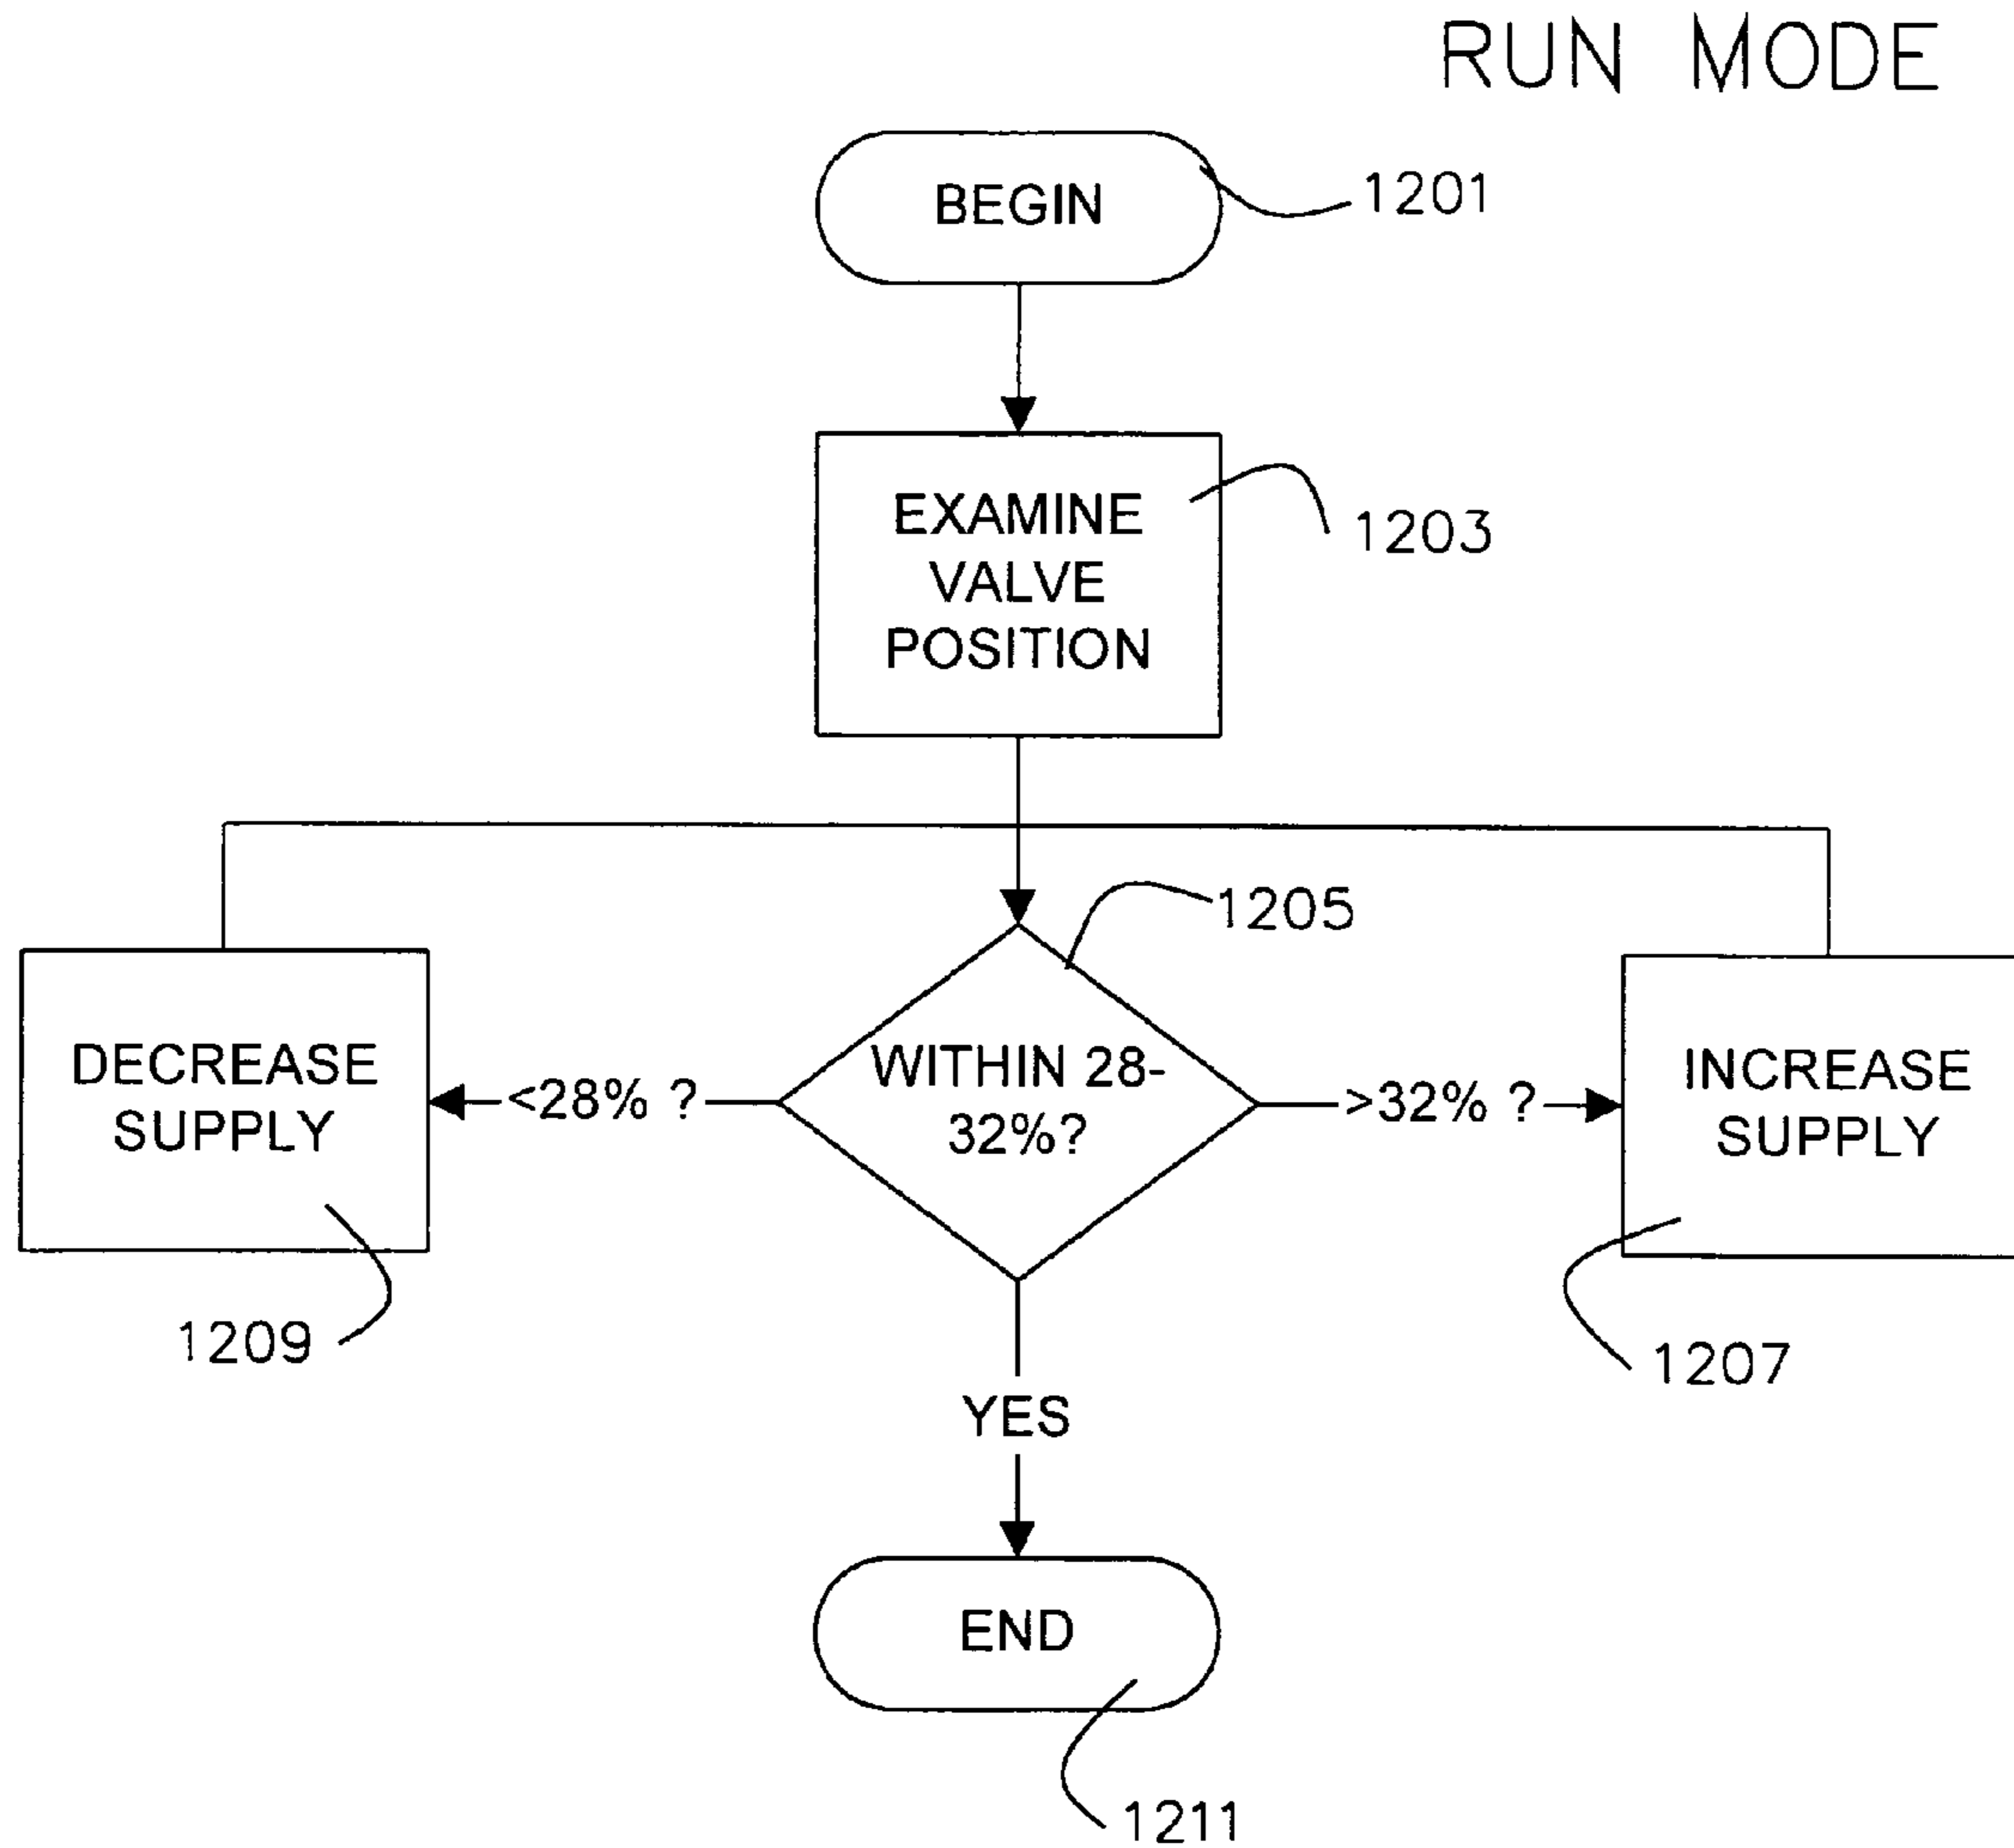 RUN MODE
BEGIN
1201
EXAMINE
VALVE
POSITION
1203
1205
DECREASE
SUPPLY
<28% ?
WITHIN 28-
32%?
>32% ?
INCREASE
SUPPLY
1209
1207
YES
END
1211